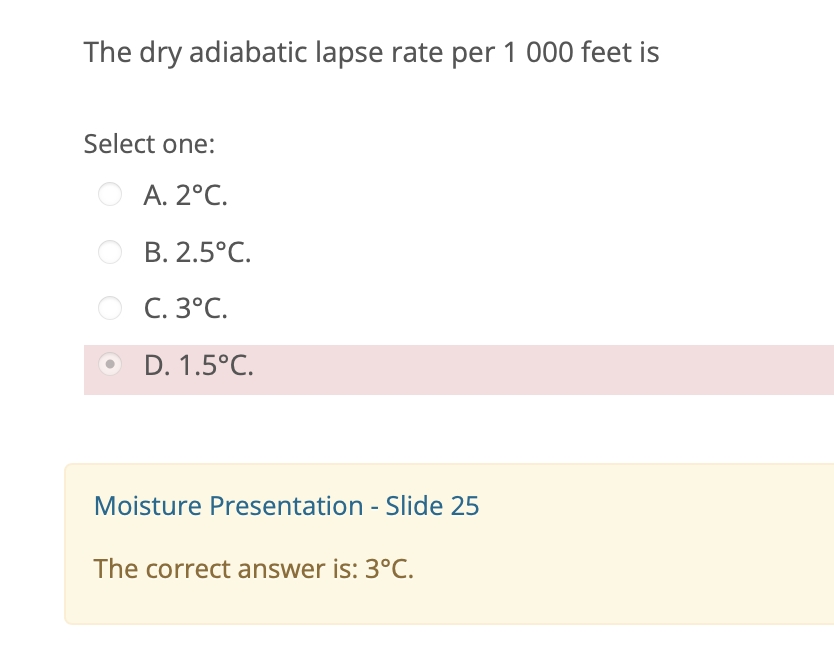 The dry adiabatic lapse rate per 1 000 feet is
Select one:
A. 2°C.
B. 2.5°C.
C. 3°C.
D. 1.5°C.
Moisture Presentation - Slide 25
The correct answer is: 3°C.